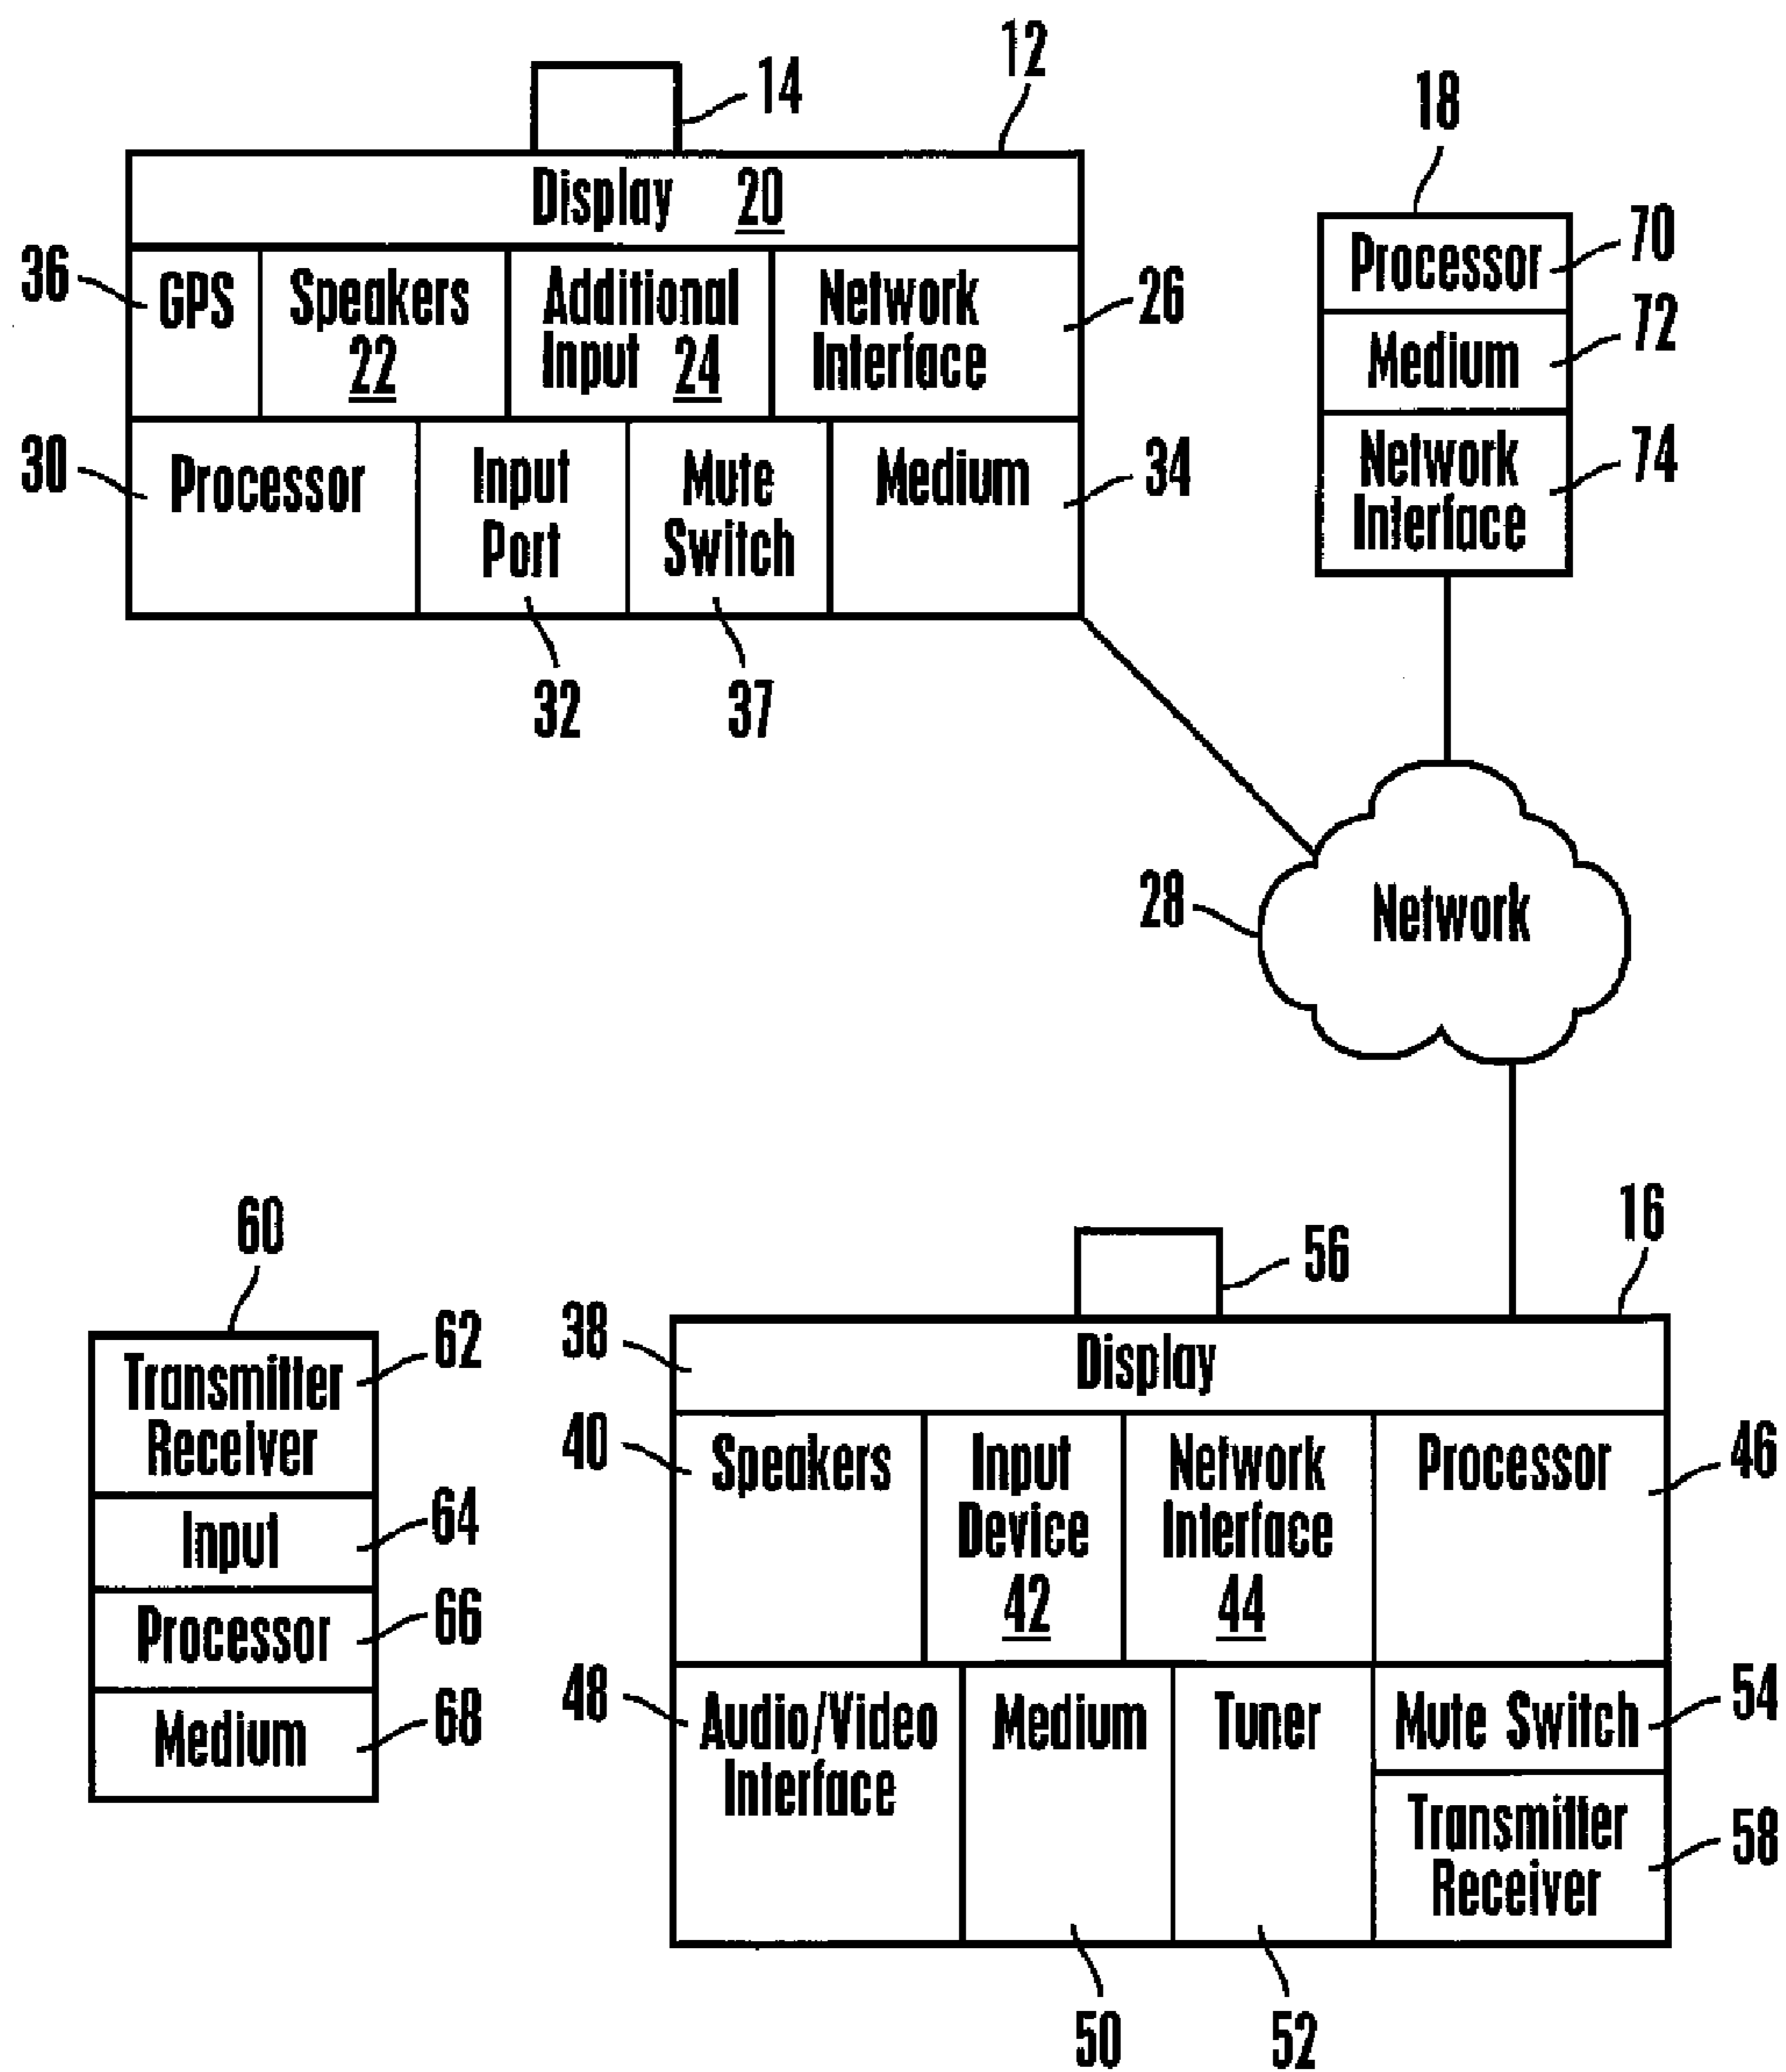 12
14
18
Display 20
36
GPS
Speakers
22
Additional
Input 24
Network
Interface
26
Processor
70
Medium
72
Network
Interface
74
30
Processor
Input
Port
Mute
Switch
Medium
34
32
37
28
Network
60
Transmitter
Receiver
62
Input
64
Processor
66
Medium
68
56
16
38
Display
40
Speakers
Input
Device
42
Network
Interface
44
Processor
46
48
Audio/Video
Interface
Medium
Tuner
Mute Switch
54
Transmitter
Receiver
58
50
52